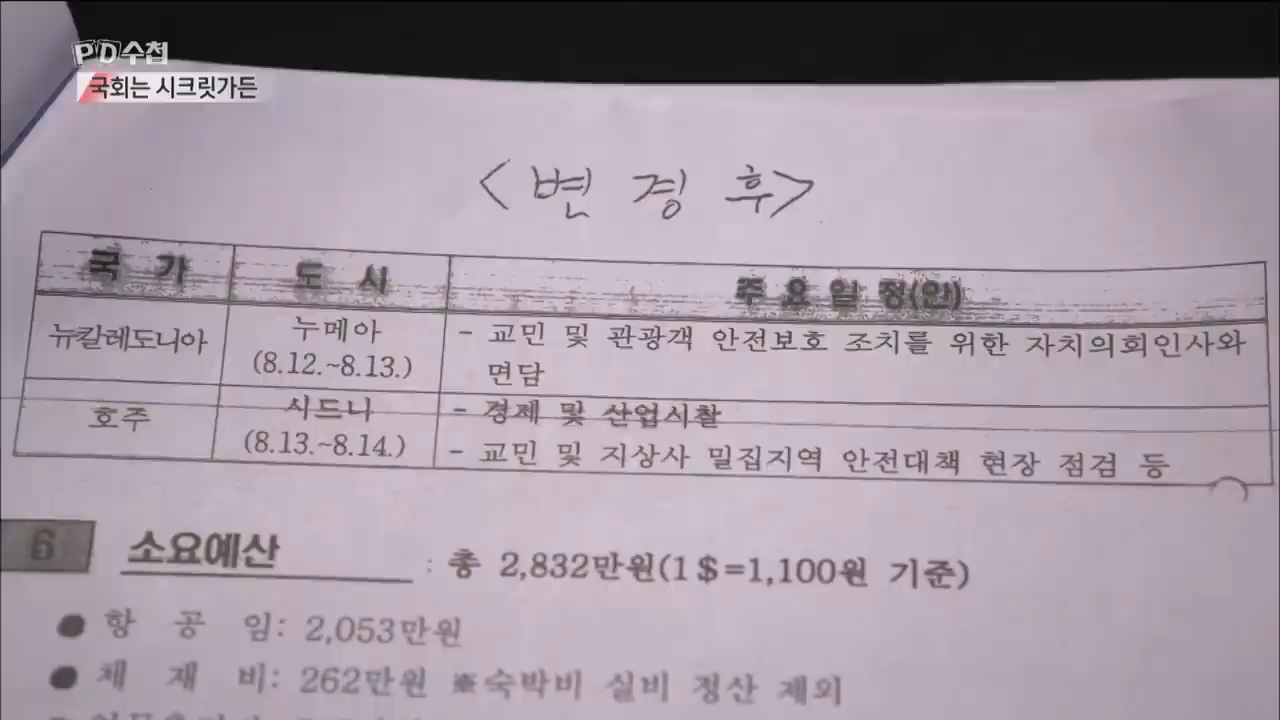 PD수첩
국회는 시크릿가든
<변경후>
국 가 도 시 주요일정(안)
뉴칼레도니아 누메아 (8.12.~8.13.) - 교민 및 관광객 안전보호 조치를 위한 자치의회인사와
면담
호주 시드니 (8.13.~8.14.) - 경제 및 산업시찰
- 교민 및 지상사 밀집지역 안전대책 현장 점검 등
6 소요예산 : 총 2,832만원(1$=1,100원 기준)
● 항 공 임: 2,053만원
● 체 재 비: 262만원 ※숙박비 실비 정산 제외